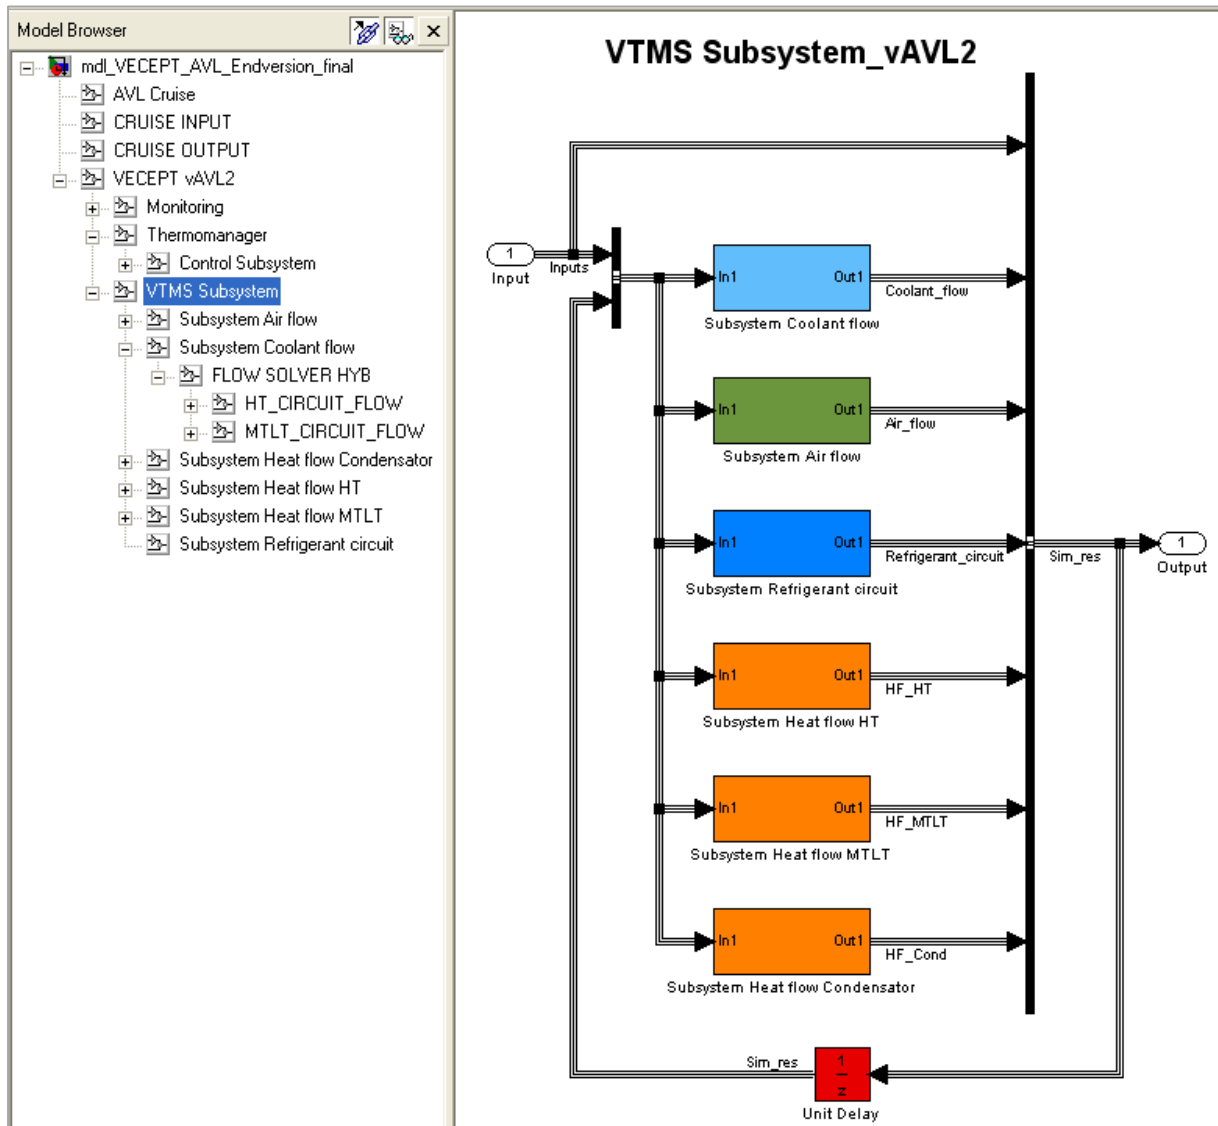 Model Browser
mdl_VECEPT_AVL_Endversion_final
AVL Cruise
CRUISE INPUT
CRUISE OUTPUT
VECEPT vAVL2
Monitoring
Thermomanager
Control Subsystem
VTMS Subsystem
Subsystem Air flow
Subsystem Coolant flow
FLOW SOLVER HYB
HT_CIRCUIT_FLOW
MTLT_CIRCUIT_FLOW
Subsystem Heat flow Condensator
Subsystem Heat flow HT
Subsystem Heat flow MTLT
Subsystem Refrigerant circuit
VTMS Subsystem_vAVL2
1
Input
Inputs
In1 Out1
Coolant_flow
Subsystem Coolant flow
In1 Out1
Air_flow
Subsystem Air flow
In1 Out1
Refrigerant_circuit
Subsystem Refrigerant circuit
Sim_res
1
Output
In1 Out1
HF_HT
Subsystem Heat flow HT
In1 Out1
HF_MTLT
Subsystem Heat flow MTLT
In1 Out1
HF_Cond
Subsystem Heat flow Condensator
Sim_res
1
z
Unit Delay